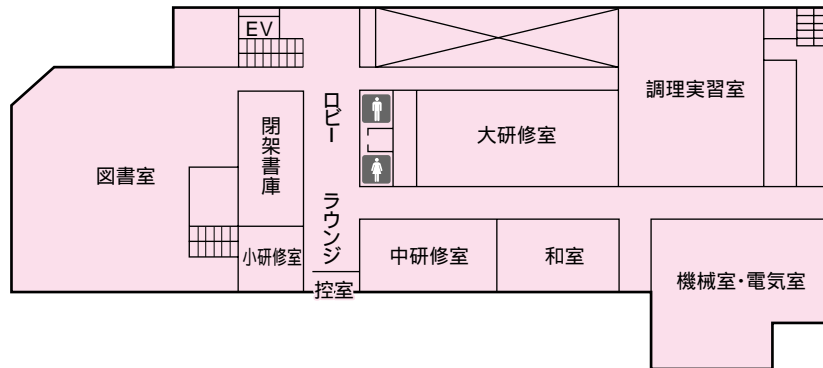 EV
ロビー
ラウンジ
閉架書庫
図書室
小研修室
控室
大研修室
調理実習室
中研修室
和室
機械室・電気室